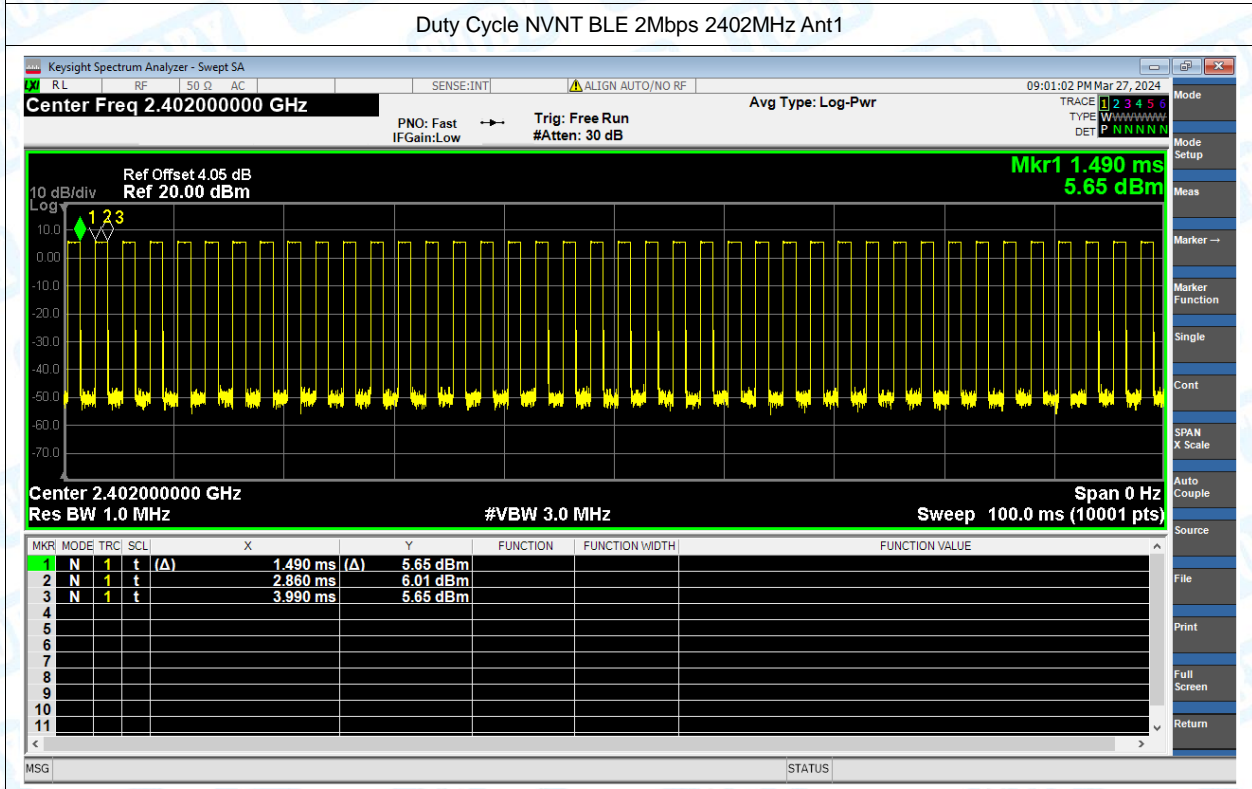 Duty Cycle NVNT BLE 2Mbps 2402MHz Ant1
Keysight Spectrum Analyzer - Swept SA
LXI RL RF 50 Ω AC SENSE:INT ALIGN AUTO/NO RF 09:01:02 PM Mar 27, 2024
Center Freq 2.402000000 GHz
PNO: Fast
IFGain:Low
Trig: Free Run
#Atten: 30 dB
Avg Type: Log-Pwr
TRACE 1 2 3 4 5 6
TYPE WWWWWW
DET P N N N N N
Mkr1 1.490 ms
5.65 dBm
Ref Offset 4.05 dB
10 dB/div Ref 20.00 dBm
Log
1 2 3
10.0
0.00
-10.0
-20.0
-30.0
-40.0
-50.0
-60.0
-70.0
Center 2.402000000 GHz Span 0 Hz
Res BW 1.0 MHz #VBW 3.0 MHz Sweep 100.0 ms (10001 pts)
MKR MODE TRC SCL X Y FUNCTION FUNCTION WIDTH FUNCTION VALUE
1 N 1 t (Δ) 1.490 ms (Δ) 5.65 dBm
2 N 1 t 2.860 ms 6.01 dBm
3 N 1 t 3.990 ms 5.65 dBm
4
5
6
7
8
9
10
11
MSG STATUS
Mode
Mode Setup
Meas
Marker →
Marker Function
Single
Cont
SPAN X Scale
Auto Couple
Source
File
Print
Full Screen
Return